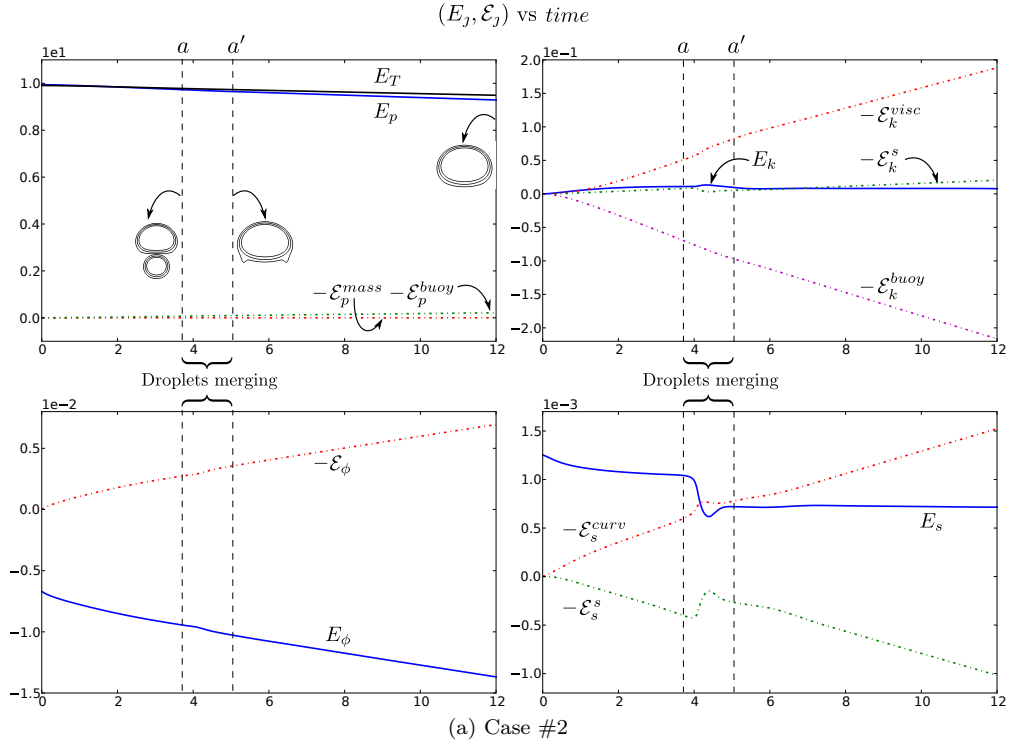 (E_J, ℰ_J) vs time
a a′
1e1
1.0
0.8
0.6
0.4
0.2
0.0
E_T
E_p
−ℰ_p^{mass} −ℰ_p^{buoy}
0 2 4 6 8 10 12
Droplets merging
a a′
1e−1
2.0
1.5
1.0
0.5
0.0
−0.5
−1.0
−1.5
−2.0
−ℰ_k^{visc}
E_k
−ℰ_k^s
−ℰ_k^{buoy}
0 2 4 6 8 10 12
Droplets merging
1e−2
0.5
0.0
−0.5
−1.0
−1.5
−ℰ_ϕ
E_ϕ
0 2 4 6 8 10 12
1e−3
1.5
1.0
0.5
0.0
−0.5
−1.0
−ℰ_s^{curv}
E_s
−ℰ_s^s
0 2 4 6 8 10 12
(a) Case #2